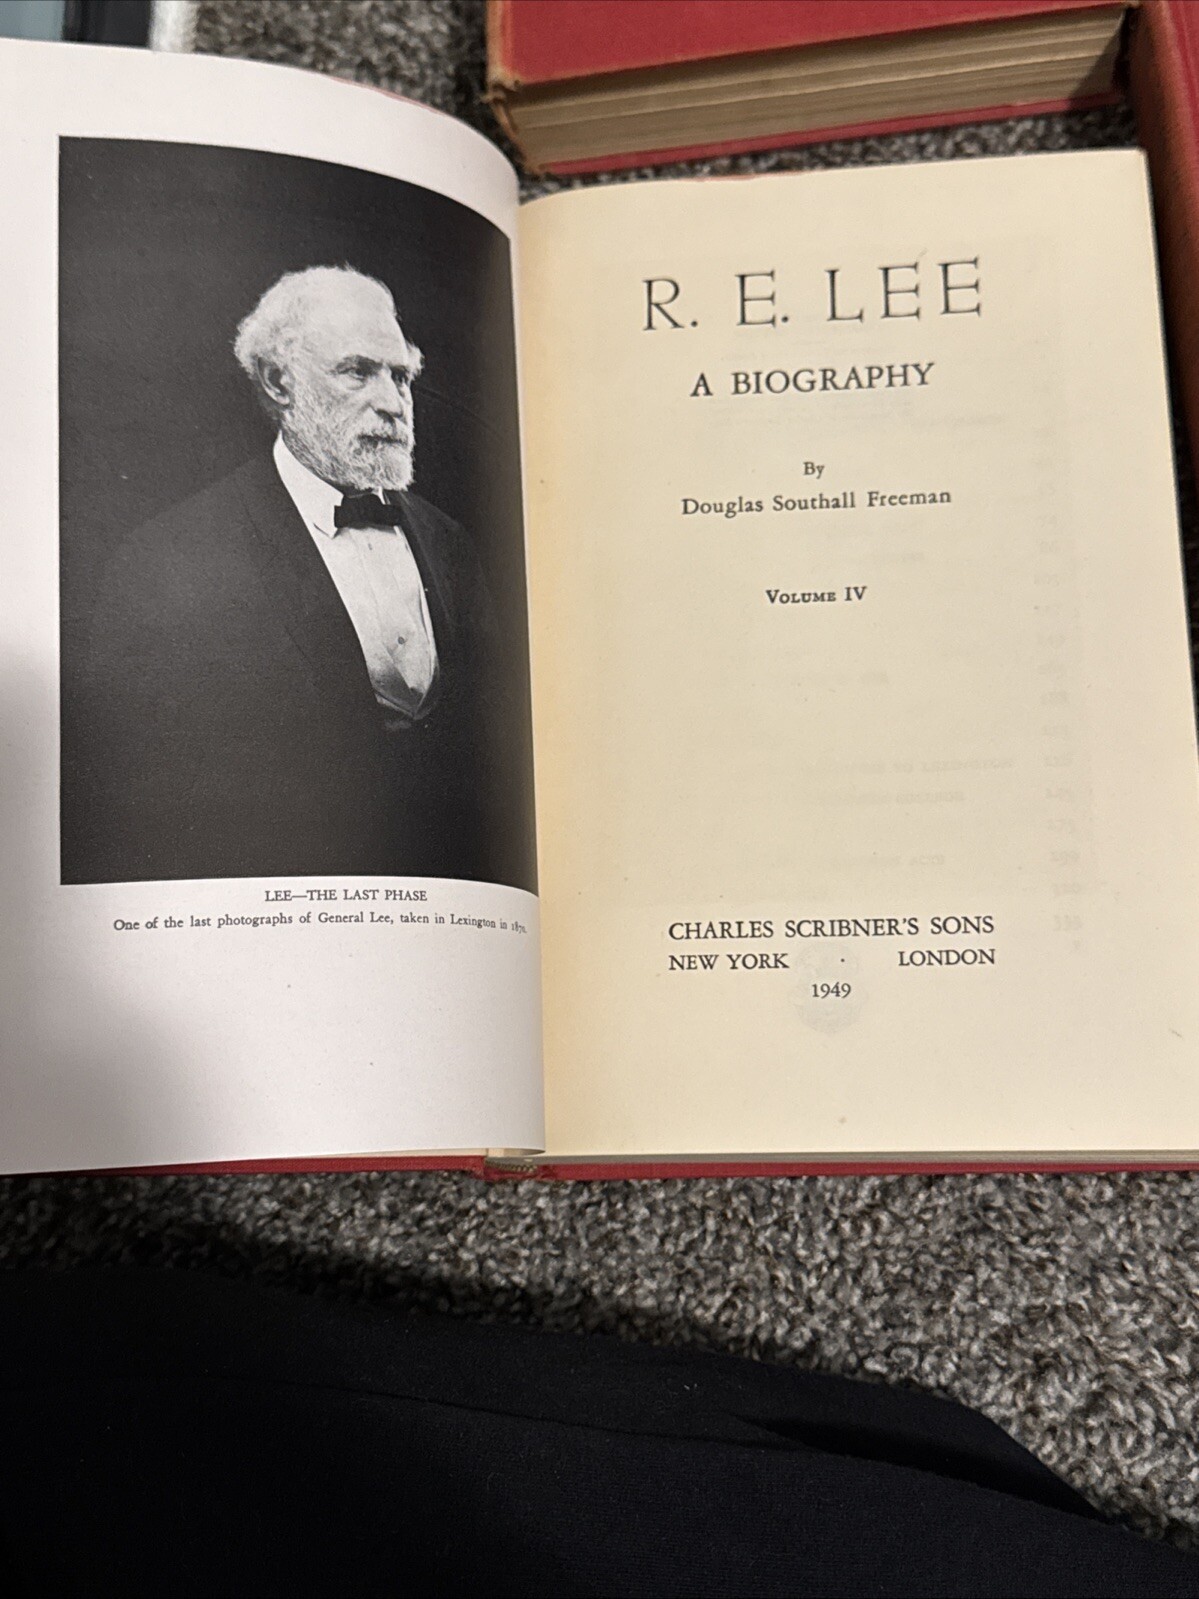 LEE—THE LAST PHASE
One of the last photographs of General Lee, taken in Lexington in 1870.
R. E. LEE
A BIOGRAPHY
By
Douglas Southall Freeman
VOLUME IV
CHARLES SCRIBNER'S SONS
NEW YORK · LONDON
1949